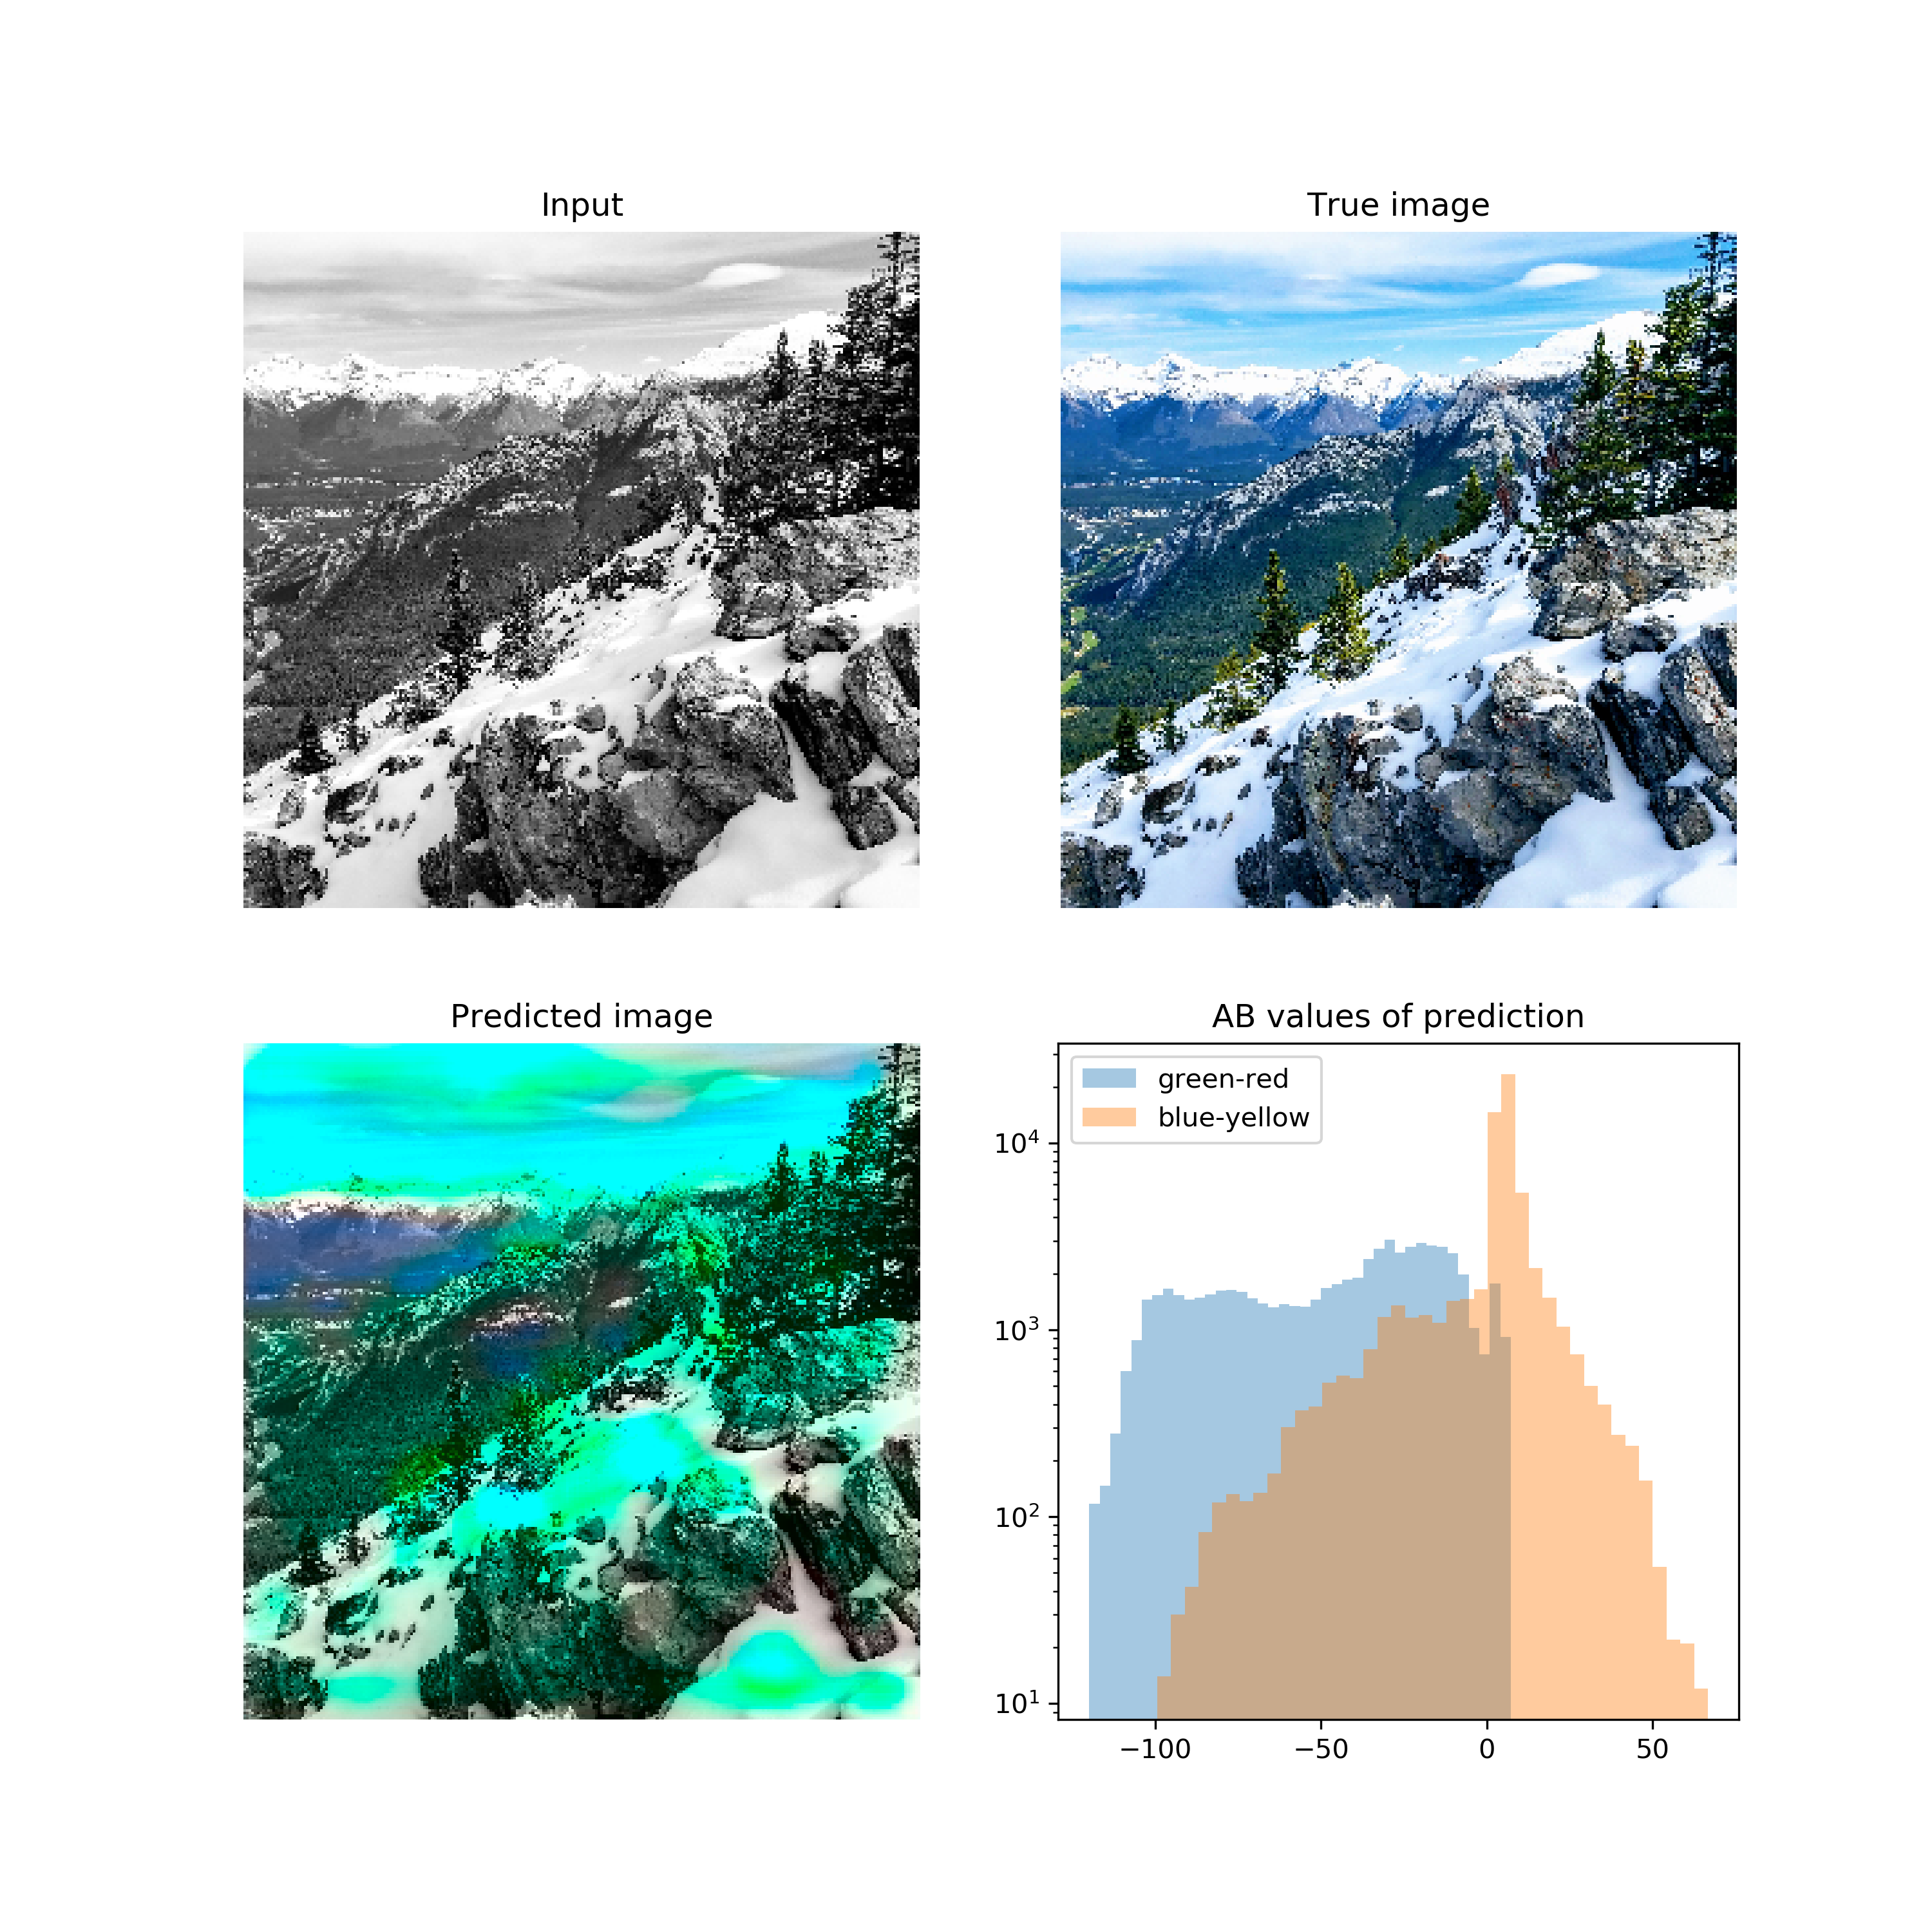 Input
True image
Predicted image
AB values of prediction
green-red
blue-yellow
10⁴
10³
10²
10¹
−100
−50
0
50